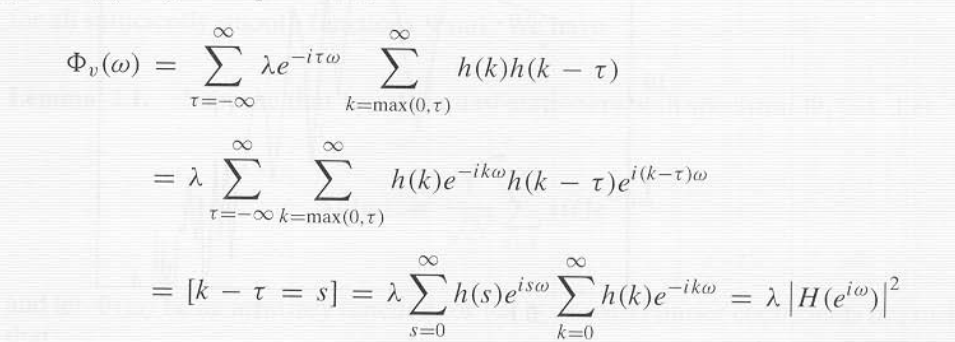 Φ_v(ω) = ∑_{τ=−∞}^{∞} λe^{−iτω} ∑_{k=max(0,τ)}^{∞} h(k)h(k − τ)
= λ ∑_{τ=−∞}^{∞} ∑_{k=max(0,τ)}^{∞} h(k)e^{−ikω}h(k − τ)e^{i(k−τ)ω}
= [k − τ = s] = λ ∑_{s=0}^{∞} h(s)e^{isω} ∑_{k=0}^{∞} h(k)e^{−ikω} = λ |H(e^{iω})|^2